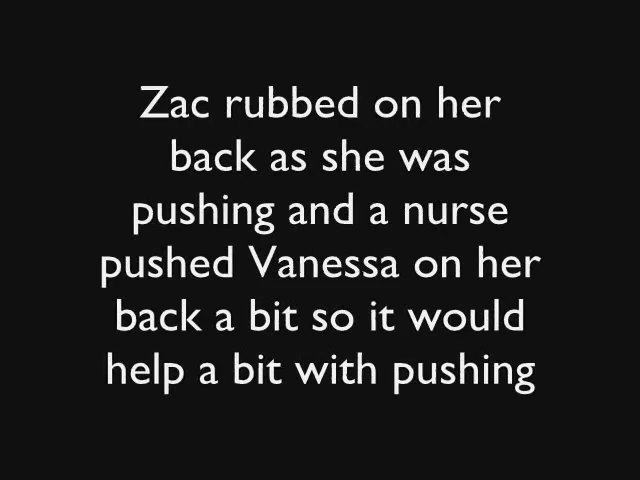 Zac rubbed on her
back as she was
pushing and a nurse
pushed Vanessa on her
back a bit so it would
help a bit with pushing